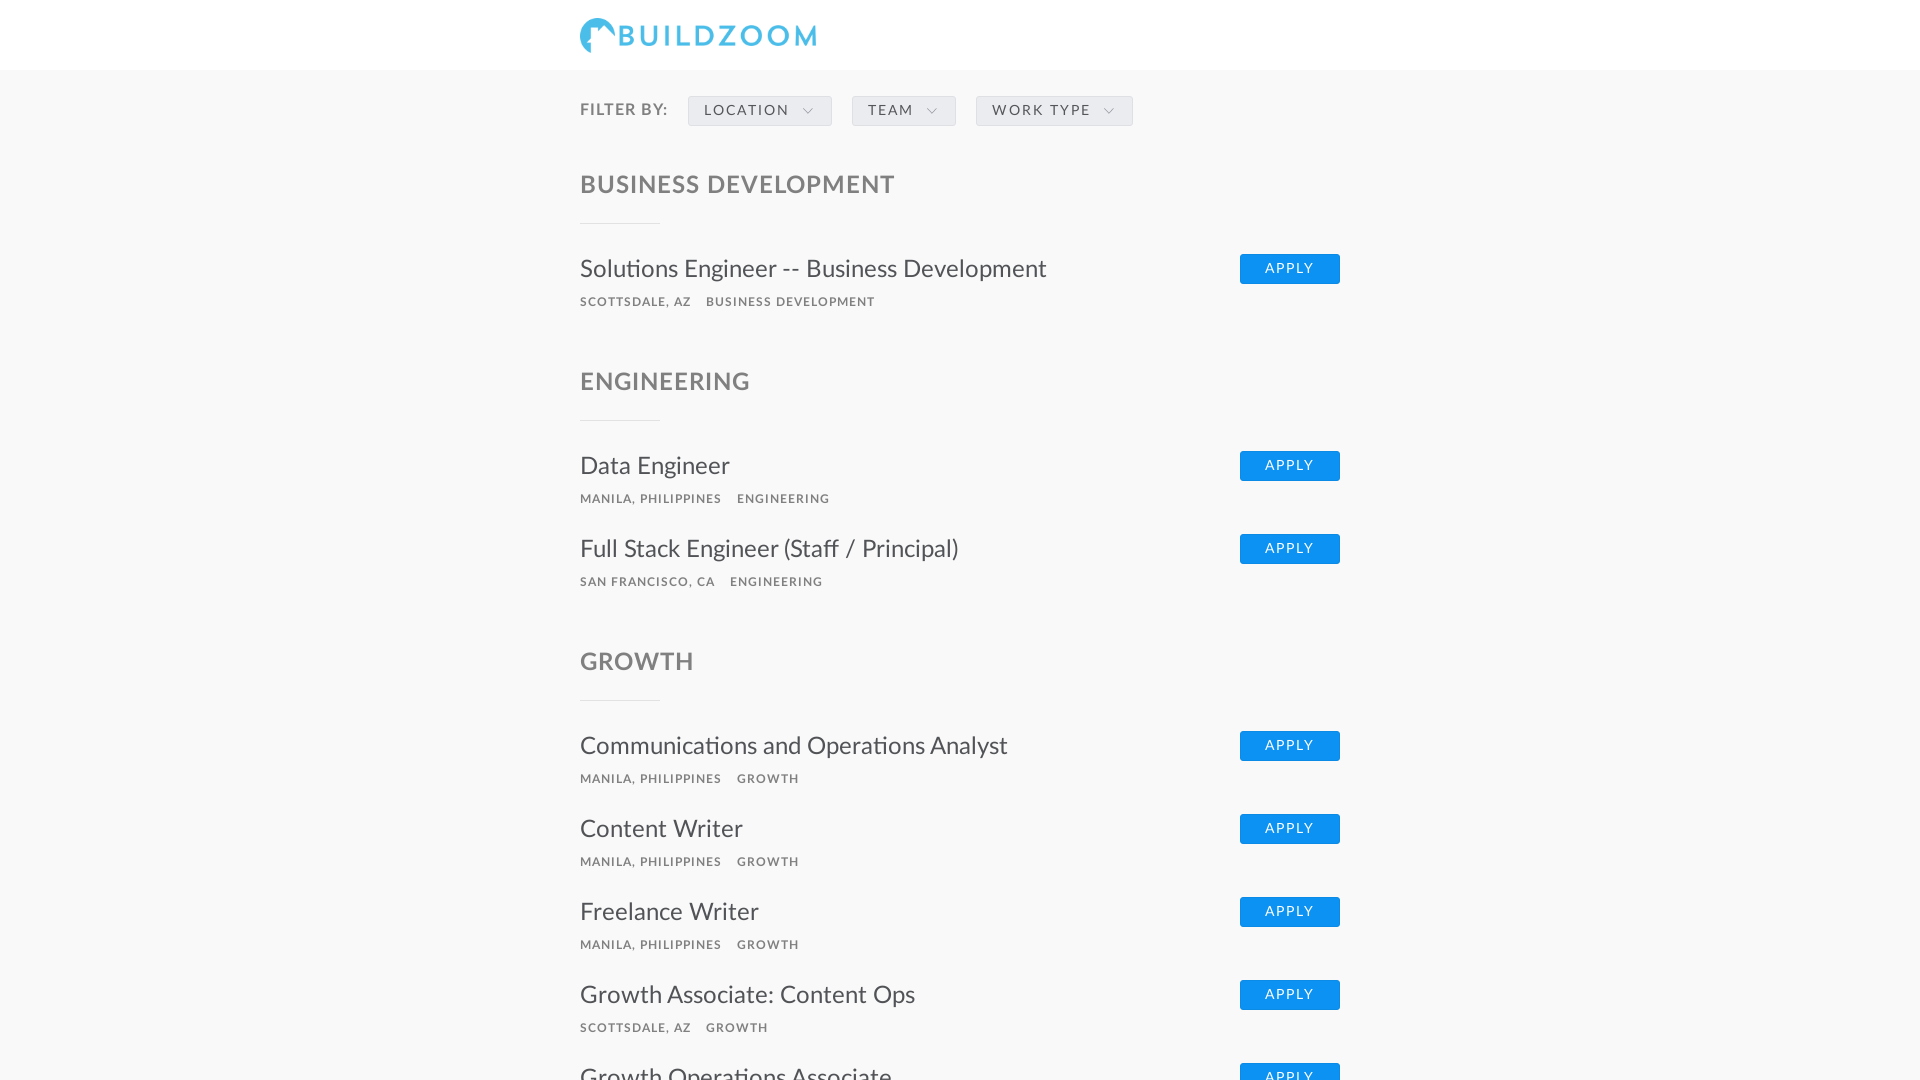 BUILDZOOM
FILTER BY: LOCATION TEAM WORK TYPE
BUSINESS DEVELOPMENT
Solutions Engineer -- Business Development APPLY
SCOTTSDALE, AZ BUSINESS DEVELOPMENT
ENGINEERING
Data Engineer APPLY
MANILA, PHILIPPINES ENGINEERING
Full Stack Engineer (Staff / Principal) APPLY
SAN FRANCISCO, CA ENGINEERING
GROWTH
Communications and Operations Analyst APPLY
MANILA, PHILIPPINES GROWTH
Content Writer APPLY
MANILA, PHILIPPINES GROWTH
Freelance Writer APPLY
MANILA, PHILIPPINES GROWTH
Growth Associate: Content Ops APPLY
SCOTTSDALE, AZ GROWTH
Growth Operations Associate APPLY